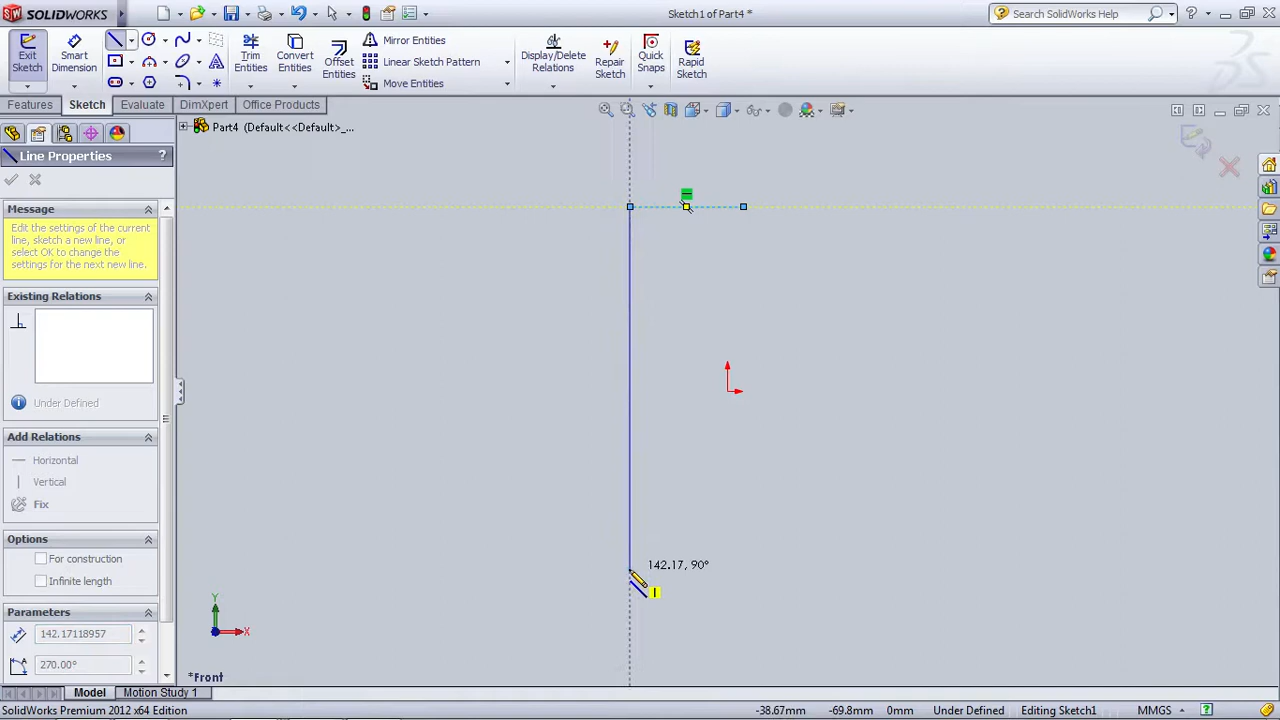 SOLIDWORKS
Sketch1 of Part4 *
Search SolidWorks Help
Exit Sketch
Smart Dimension
Trim Entities
Convert Entities
Offset Entities
Mirror Entities
Linear Sketch Pattern
Move Entities
Display/Delete Relations
Repair Sketch
Quick Snaps
Rapid Sketch
Features
Sketch
Evaluate
DimXpert
Office Products
Part4 (Default<<Default>_...
Line Properties
?
Message
Edit the settings of the current
line, sketch a new line, or
select OK to change the
settings for the next new line.
Existing Relations
Under Defined
Add Relations
Horizontal
Vertical
Fix
Options
For construction
Infinite length
Parameters
142.17118957
270.00°
142.17, 90°
Y
X
*Front
Model
Motion Study 1
SolidWorks Premium 2012 x64 Edition
-38.67mm
-69.8mm
0mm
Under Defined
Editing Sketch1
MMGS